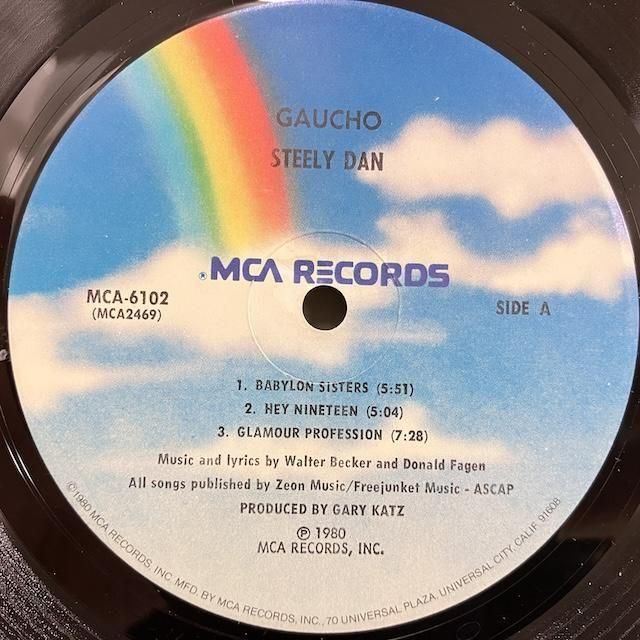 GAUCHO
STEELY DAN
® MCA RECORDS
MCA-6102
(MCA2469)
SIDE A
1. BABYLON SISTERS (5:51)
2. HEY NINETEEN (5:04)
3. GLAMOUR PROFESSION (7:28)
Music and lyrics by Walter Becker and Donald Fagen
All songs published by Zeon Music/Freejunket Music - ASCAP
PRODUCED BY GARY KATZ
℗ 1980
MCA RECORDS, INC.
©1980 MCA RECORDS, INC. MFD. BY MCA RECORDS, INC., 70 UNIVERSAL PLAZA, UNIVERSAL CITY, CALIF 91608